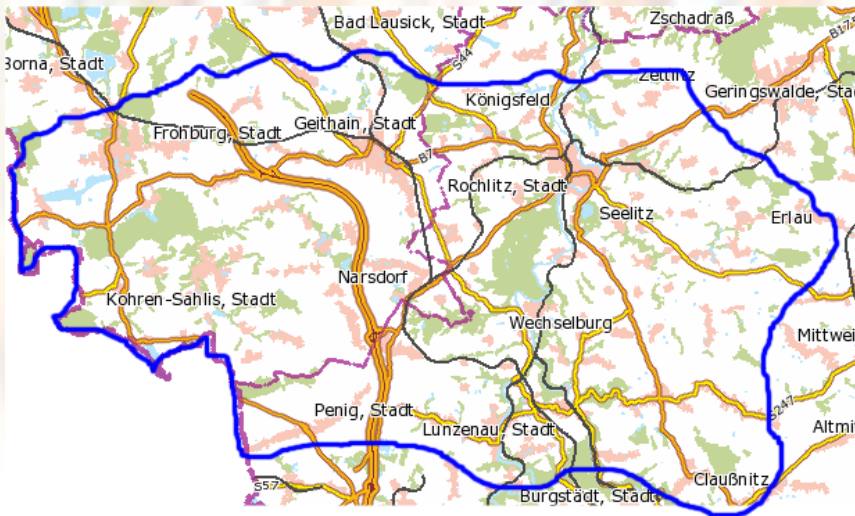 Bad Lausick, Stadt
Zschadraß
Borna, Stadt
S44
B175
Zettlitz
Geringswalde, Stad
Königsfeld
Geithain, Stadt
Frohburg, Stadt
B7
Rochlitz, Stadt
Seelitz
Erlau
Narsdorf
Kohren-Sahlis, Stadt
Wechselburg
Mittwei
Penig, Stadt
S247
Lunzenau, Stadt
Altmit
Claußnitz
S57
Burgstädt, Stadt